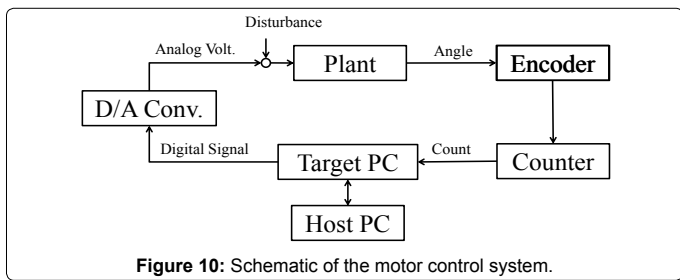 Disturbance
Analog Volt.
Plant
Angle
Encoder
D/A Conv.
Digital Signal
Target PC
Count
Counter
Host PC
Figure 10: Schematic of the motor control system.